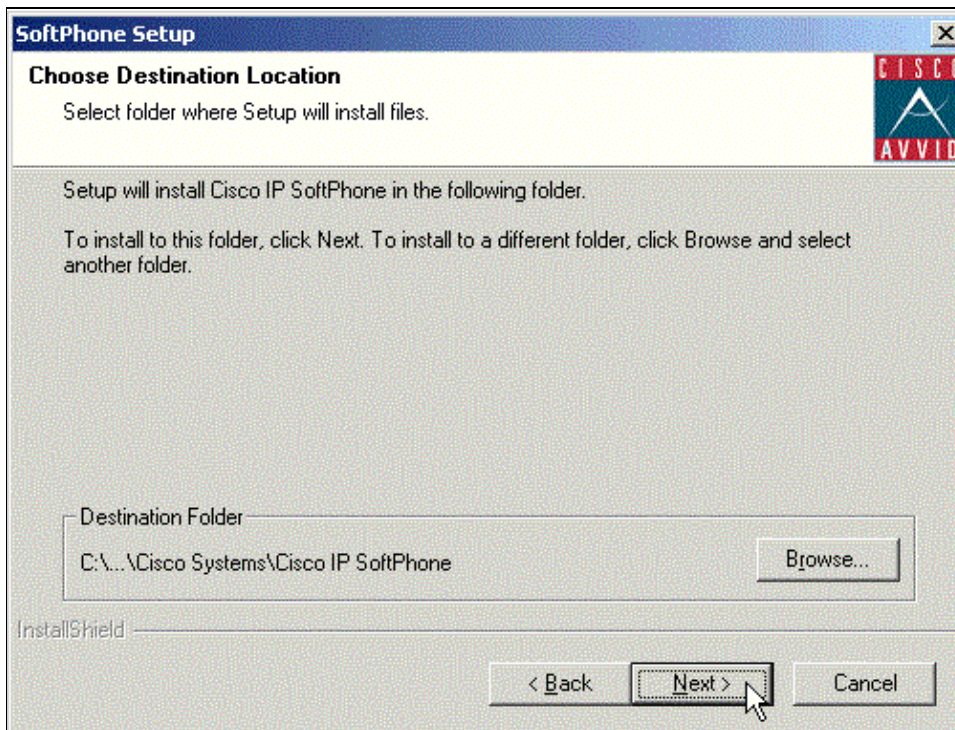 SoftPhone Setup
Choose Destination Location
Select folder where Setup will install files.
CISCO
AVVID
Setup will install Cisco IP SoftPhone in the following folder.
To install to this folder, click Next. To install to a different folder, click Browse and select
another folder.
Destination Folder
C:\...\Cisco Systems\Cisco IP SoftPhone
Browse...
InstallShield
< Back
Next >
Cancel